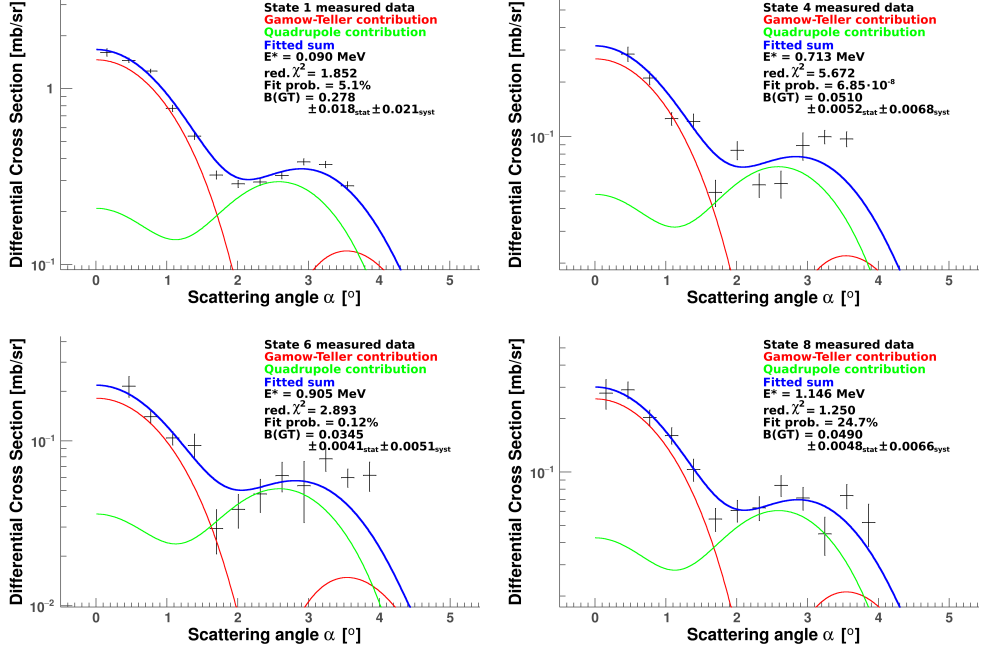 State 1 measured data
Gamow-Teller contribution
Quadrupole contribution
Fitted sum
E* = 0.090 MeV
red. χ² = 1.852
Fit prob. = 5.1%
B(GT) = 0.278
±0.018stat ±0.021syst
Differential Cross Section [mb/sr]
1
10⁻¹
0 1 2 3 4 5
Scattering angle α [°]
State 4 measured data
Gamow-Teller contribution
Quadrupole contribution
Fitted sum
E* = 0.713 MeV
red. χ² = 5.672
Fit prob. = 6.85·10⁻⁸
B(GT) = 0.0510
±0.0052stat ±0.0068syst
Differential Cross Section [mb/sr]
10⁻¹
0 1 2 3 4 5
Scattering angle α [°]
State 6 measured data
Gamow-Teller contribution
Quadrupole contribution
Fitted sum
E* = 0.905 MeV
red. χ² = 2.893
Fit prob. = 0.12%
B(GT) = 0.0345
±0.0041stat ±0.0051syst
Differential Cross Section [mb/sr]
10⁻¹
10⁻²
0 1 2 3 4 5
Scattering angle α [°]
State 8 measured data
Gamow-Teller contribution
Quadrupole contribution
Fitted sum
E* = 1.146 MeV
red. χ² = 1.250
Fit prob. = 24.7%
B(GT) = 0.0490
±0.0048stat ±0.0066syst
Differential Cross Section [mb/sr]
10⁻¹
0 1 2 3 4 5
Scattering angle α [°]